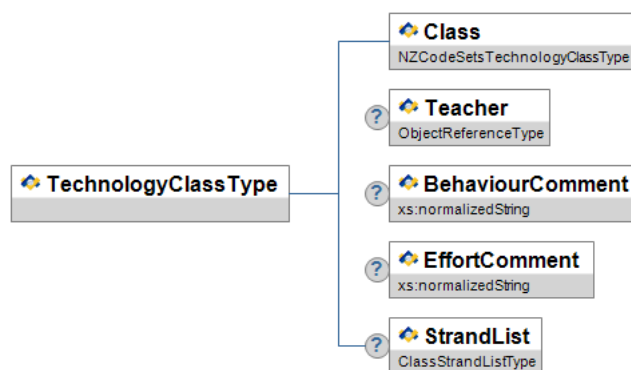 Class
NZCodeSetsTechnologyClassType
?
Teacher
ObjectReferenceType
TechnologyClassType
?
BehaviourComment
xs:normalizedString
?
EffortComment
xs:normalizedString
?
StrandList
ClassStrandListType